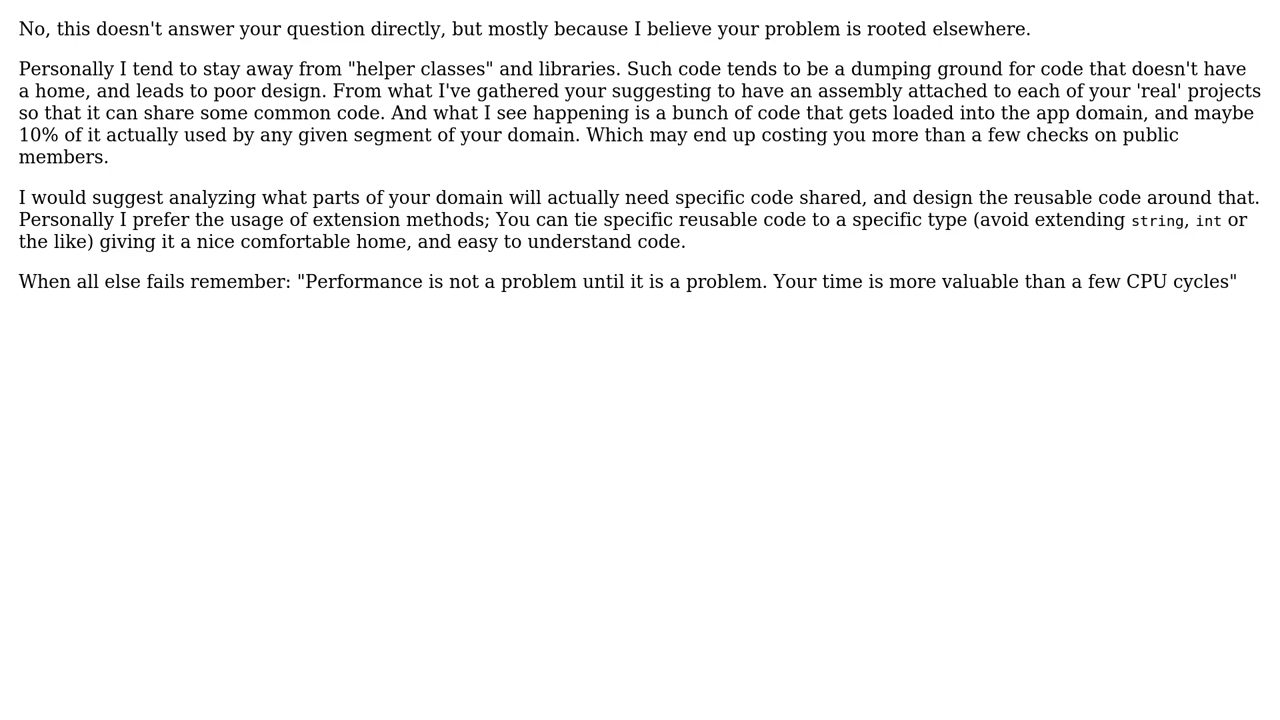 No, this doesn't answer your question directly, but mostly because I believe your problem is rooted elsewhere.
Personally I tend to stay away from "helper classes" and libraries. Such code tends to be a dumping ground for code that doesn't have
a home, and leads to poor design. From what I've gathered your suggesting to have an assembly attached to each of your 'real' projects
so that it can share some common code. And what I see happening is a bunch of code that gets loaded into the app domain, and maybe
10% of it actually used by any given segment of your domain. Which may end up costing you more than a few checks on public
members.
I would suggest analyzing what parts of your domain will actually need specific code shared, and design the reusable code around that.
Personally I prefer the usage of extension methods; You can tie specific reusable code to a specific type (avoid extending string, int or
the like) giving it a nice comfortable home, and easy to understand code.
When all else fails remember: "Performance is not a problem until it is a problem. Your time is more valuable than a few CPU cycles"